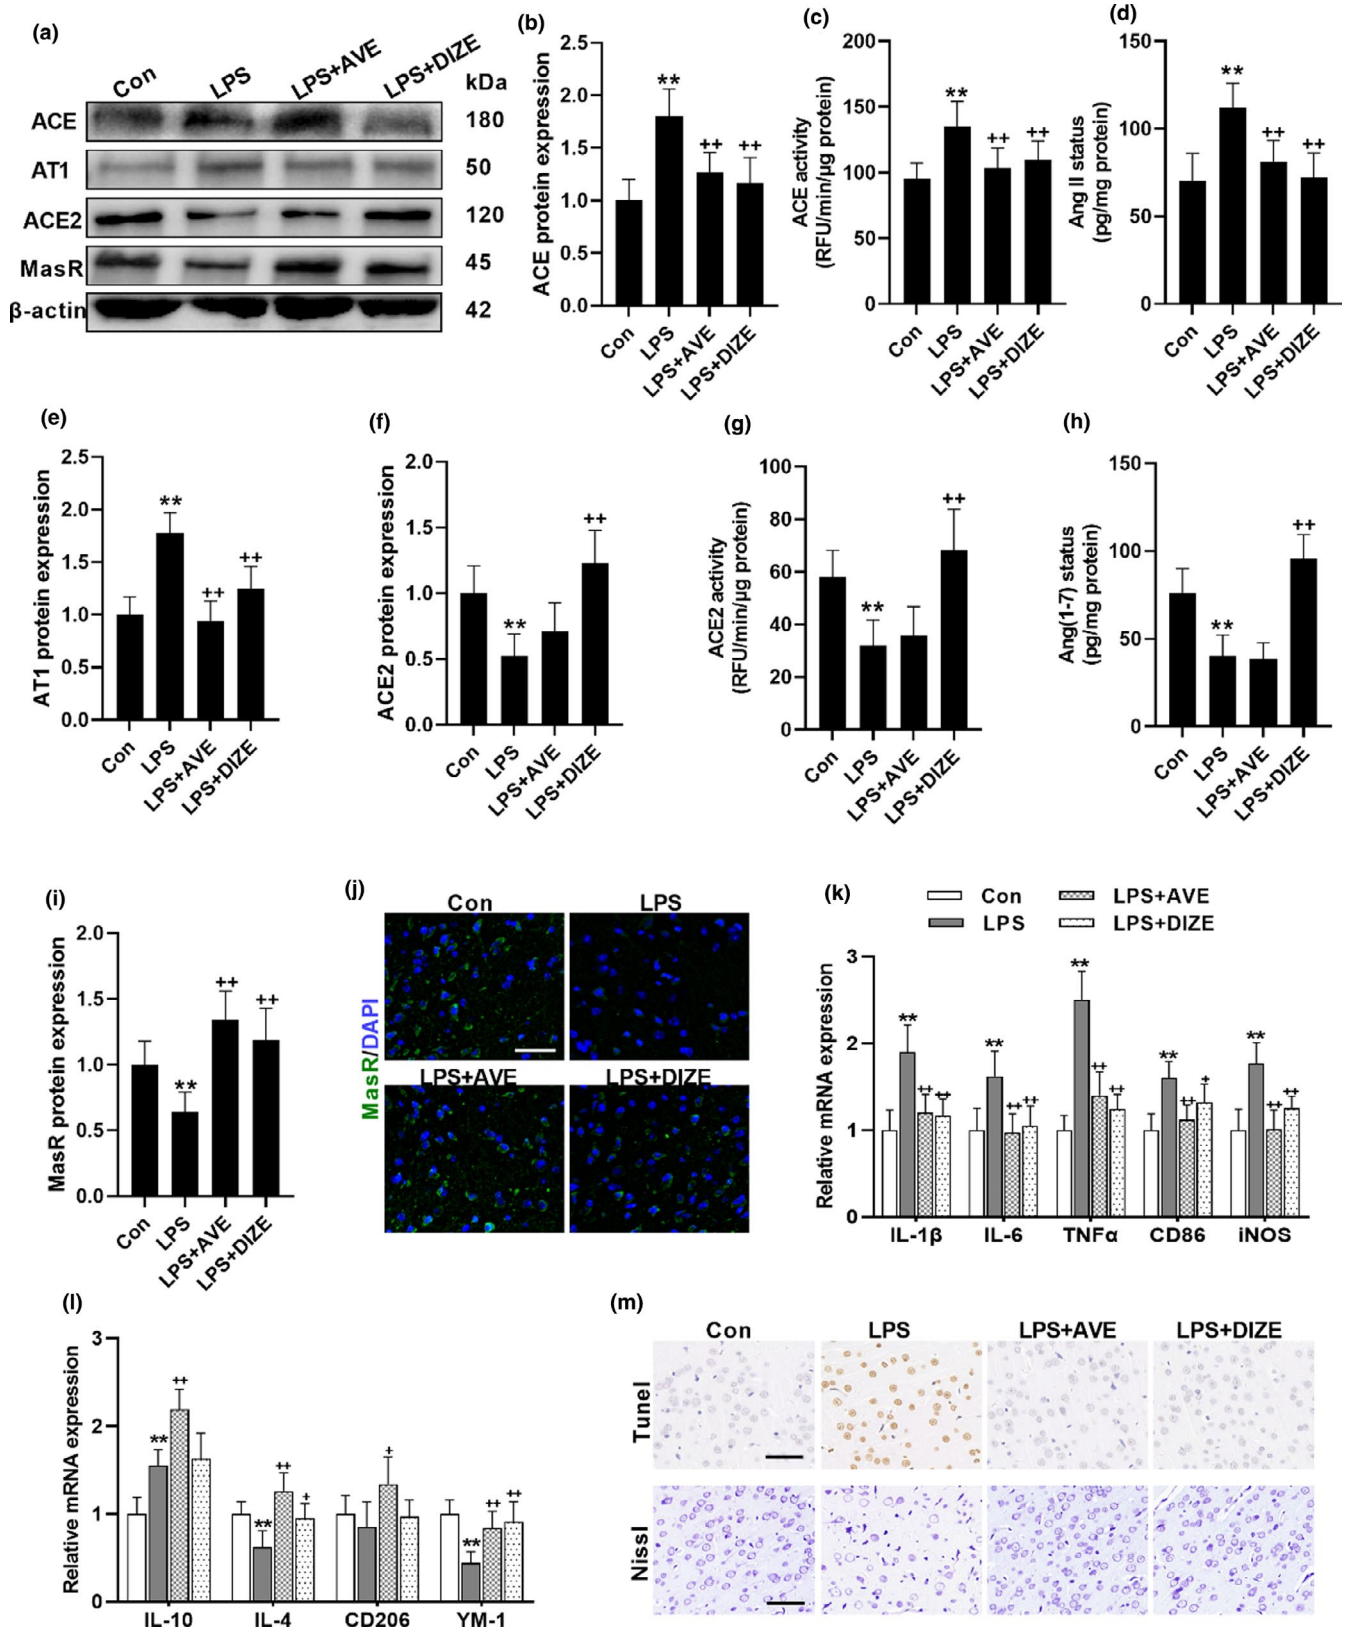 (a)
Con LPS LPS+AVE LPS+DIZE
kDa
ACE 180
AT1 50
ACE2 120
MasR 45
β-actin 42
(b)
ACE protein expression
2.5
2.0
1.5
1.0
0.5
0.0
**
++
++
Con LPS LPS+AVE LPS+DIZE
(c)
ACE activity
(RFU/min/µg protein)
200
150
100
50
0
**
++
++
Con LPS LPS+AVE LPS+DIZE
(d)
Ang II status
(pg/mg protein)
150
100
50
0
**
++
++
Con LPS LPS+AVE LPS+DIZE
(e)
AT1 protein expression
2.5
2.0
1.5
1.0
0.5
0.0
**
++
++
Con LPS LPS+AVE LPS+DIZE
(f)
ACE2 protein expression
2.0
1.5
1.0
0.5
0.0
**
++
Con LPS LPS+AVE LPS+DIZE
(g)
ACE2 activity
(RFU/min/µg protein)
100
80
60
40
20
0
**
++
Con LPS LPS+AVE LPS+DIZE
(h)
Ang(1-7) status
(pg/mg protein)
150
100
50
0
**
++
Con LPS LPS+AVE LPS+DIZE
(i)
MasR protein expression
2.0
1.5
1.0
0.5
0.0
**
++
++
Con LPS LPS+AVE LPS+DIZE
(j)
MasR/DAPI
Con LPS
LPS+AVE LPS+DIZE
(k)
Con LPS+AVE
LPS LPS+DIZE
Relative mRNA expression
3
2
1
0
** ++ ++
** ++ ++
** ++ ++
** ++ +
** ++ ++
IL-1β IL-6 TNFα CD86 iNOS
(l)
Relative mRNA expression
3
2
1
0
** ++
** ++ +
+
** ++ ++
IL-10 IL-4 CD206 YM-1
(m)
Con LPS LPS+AVE LPS+DIZE
Tunel
Nissl